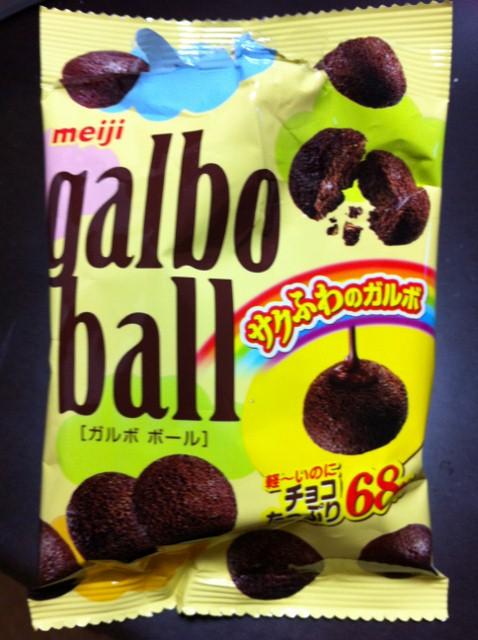 meiji
galbo
ball
[ガルボ ボール]
サクふわのガルボ
軽〜いのに
チョコ
たっぷり
68